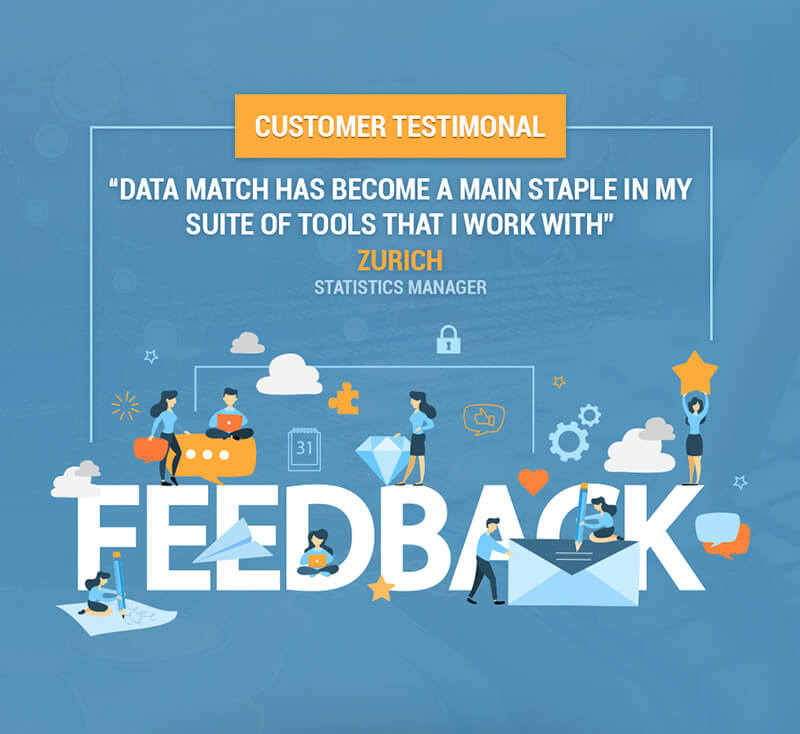 CUSTOMER TESTIMONAL
“DATA MATCH HAS BECOME A MAIN STAPLE IN MY
SUITE OF TOOLS THAT I WORK WITH”
ZURICH
STATISTICS MANAGER
31
FEEDBACK